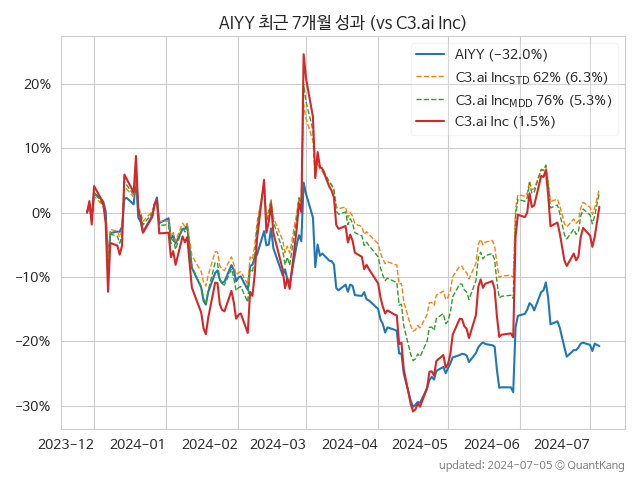 AIYY 최근 7개월 성과 (vs C3.ai Inc)
AIYY (-32.0%)
C3.ai IncSTD 62% (6.3%)
C3.ai IncMDD 76% (5.3%)
C3.ai Inc (1.5%)
20%
10%
0%
−10%
−20%
−30%
2023-12
2024-01
2024-02
2024-03
2024-04
2024-05
2024-06
2024-07
updated: 2024-07-05 © QuantKang